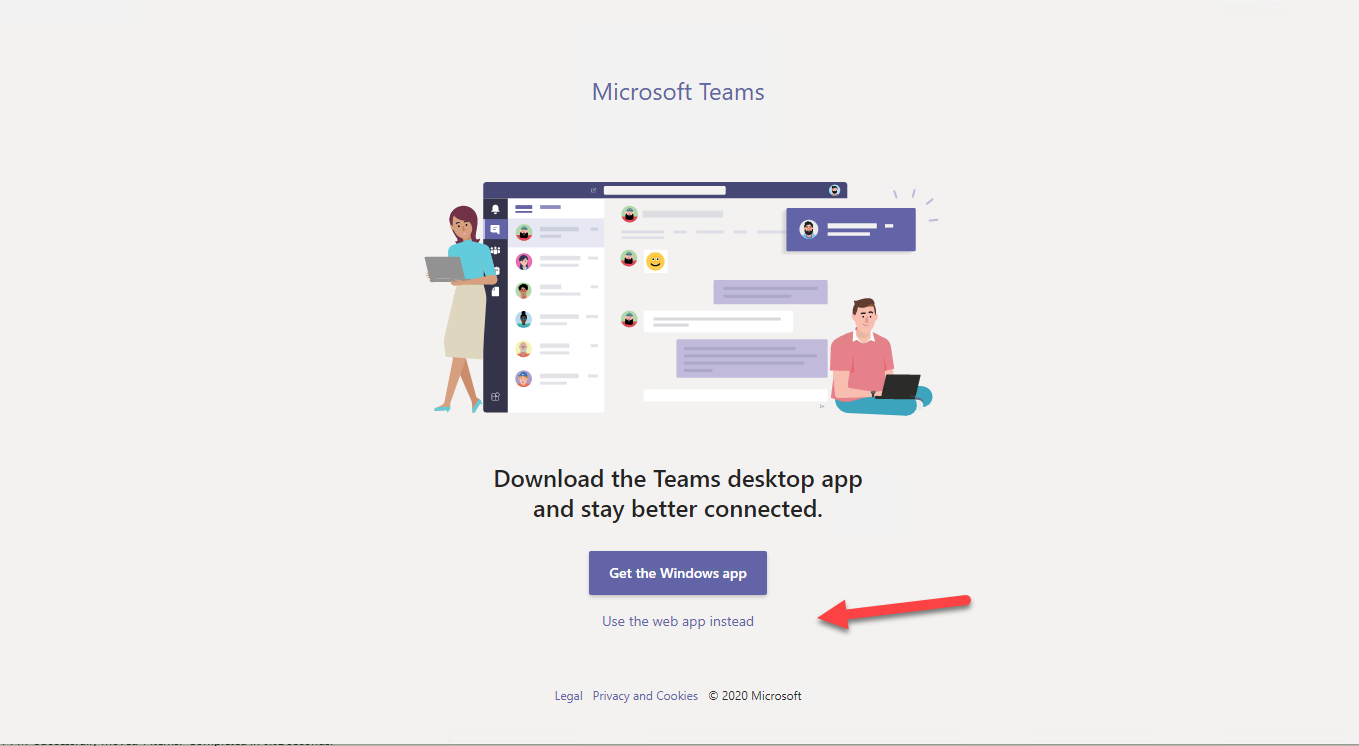 Microsoft Teams
Download the Teams desktop app
and stay better connected.
Get the Windows app
Use the web app instead
Legal Privacy and Cookies © 2020 Microsoft